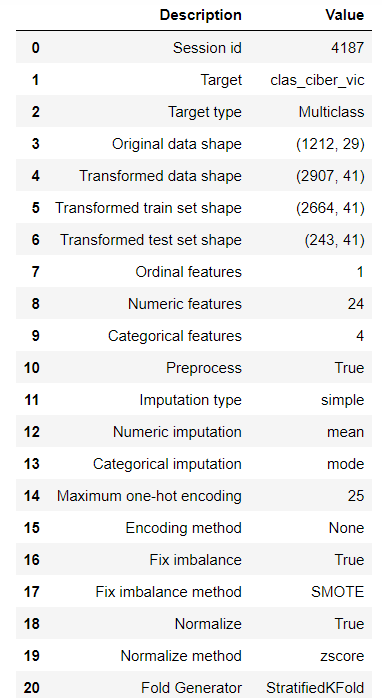 Description Value
0 Session id 4187
1 Target clas_ciber_vic
2 Target type Multiclass
3 Original data shape (1212, 29)
4 Transformed data shape (2907, 41)
5 Transformed train set shape (2664, 41)
6 Transformed test set shape (243, 41)
7 Ordinal features 1
8 Numeric features 24
9 Categorical features 4
10 Preprocess True
11 Imputation type simple
12 Numeric imputation mean
13 Categorical imputation mode
14 Maximum one-hot encoding 25
15 Encoding method None
16 Fix imbalance True
17 Fix imbalance method SMOTE
18 Normalize True
19 Normalize method zscore
20 Fold Generator StratifiedKFold